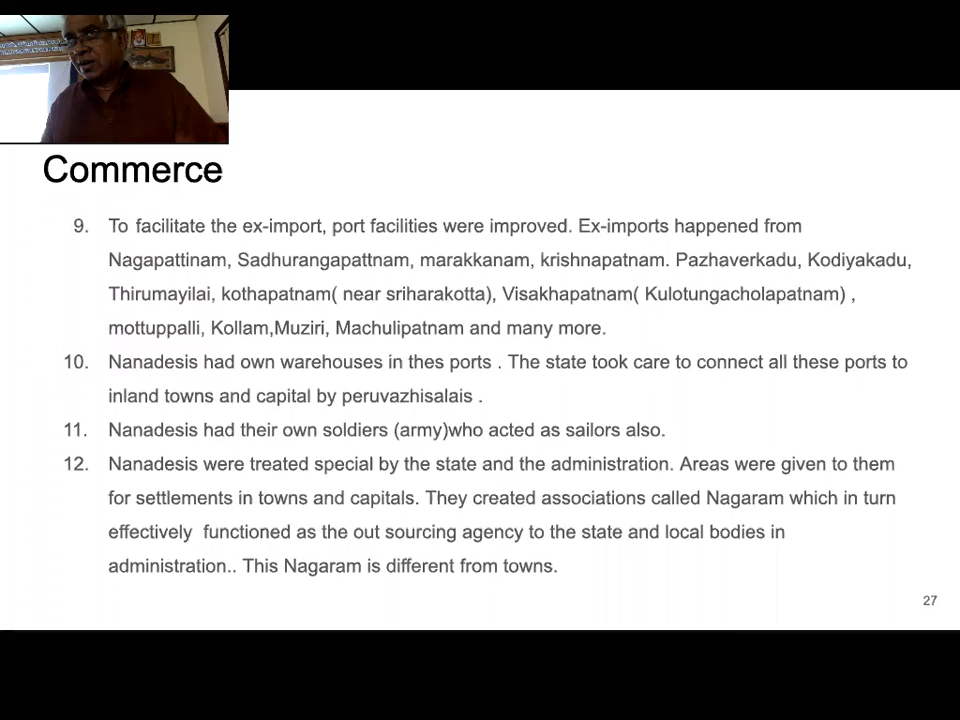 Commerce
9. To facilitate the ex-import, port facilities were improved. Ex-imports happened from
Nagapattinam, Sadhurangapattnam, marakkanam, krishnapatnam. Pazhaverkadu, Kodiyakadu,
Thirumayilai, kothapatnam( near sriharakotta), Visakhapatnam( Kulotungacholapatnam) ,
mottuppalli, Kollam,Muziri, Machulipatnam and many more.
10. Nanadesis had own warehouses in thes ports . The state took care to connect all these ports to
inland towns and capital by peruvazhisalais .
11. Nanadesis had their own soldiers (army)who acted as sailors also.
12. Nanadesis were treated special by the state and the administration. Areas were given to them
for settlements in towns and capitals. They created associations called Nagaram which in turn
effectively functioned as the out sourcing agency to the state and local bodies in
administration.. This Nagaram is different from towns.
27